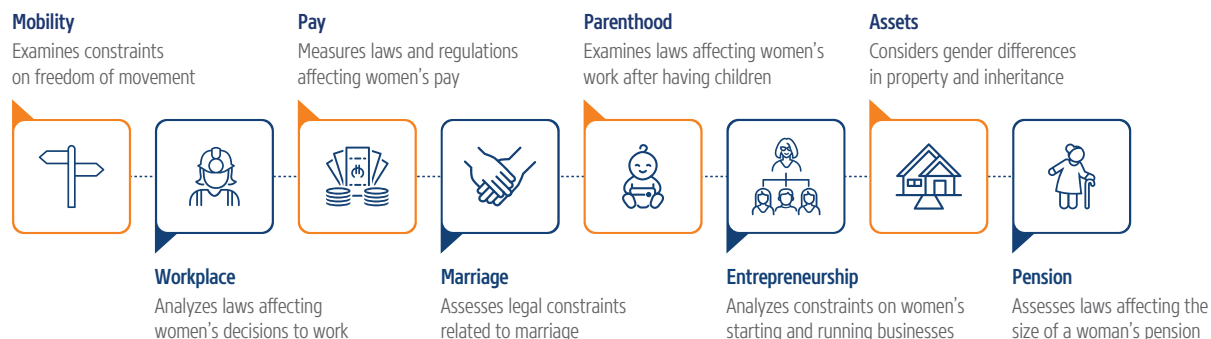 Mobility
Examines constraints
on freedom of movement
Pay
Measures laws and regulations
affecting women's pay
Parenthood
Examines laws affecting women's
work after having children
Assets
Considers gender differences
in property and inheritance
Workplace
Analyzes laws affecting
women's decisions to work
Marriage
Assesses legal constraints
related to marriage
Entrepreneurship
Analyzes constraints on women's
starting and running businesses
Pension
Assesses laws affecting the
size of a woman's pension